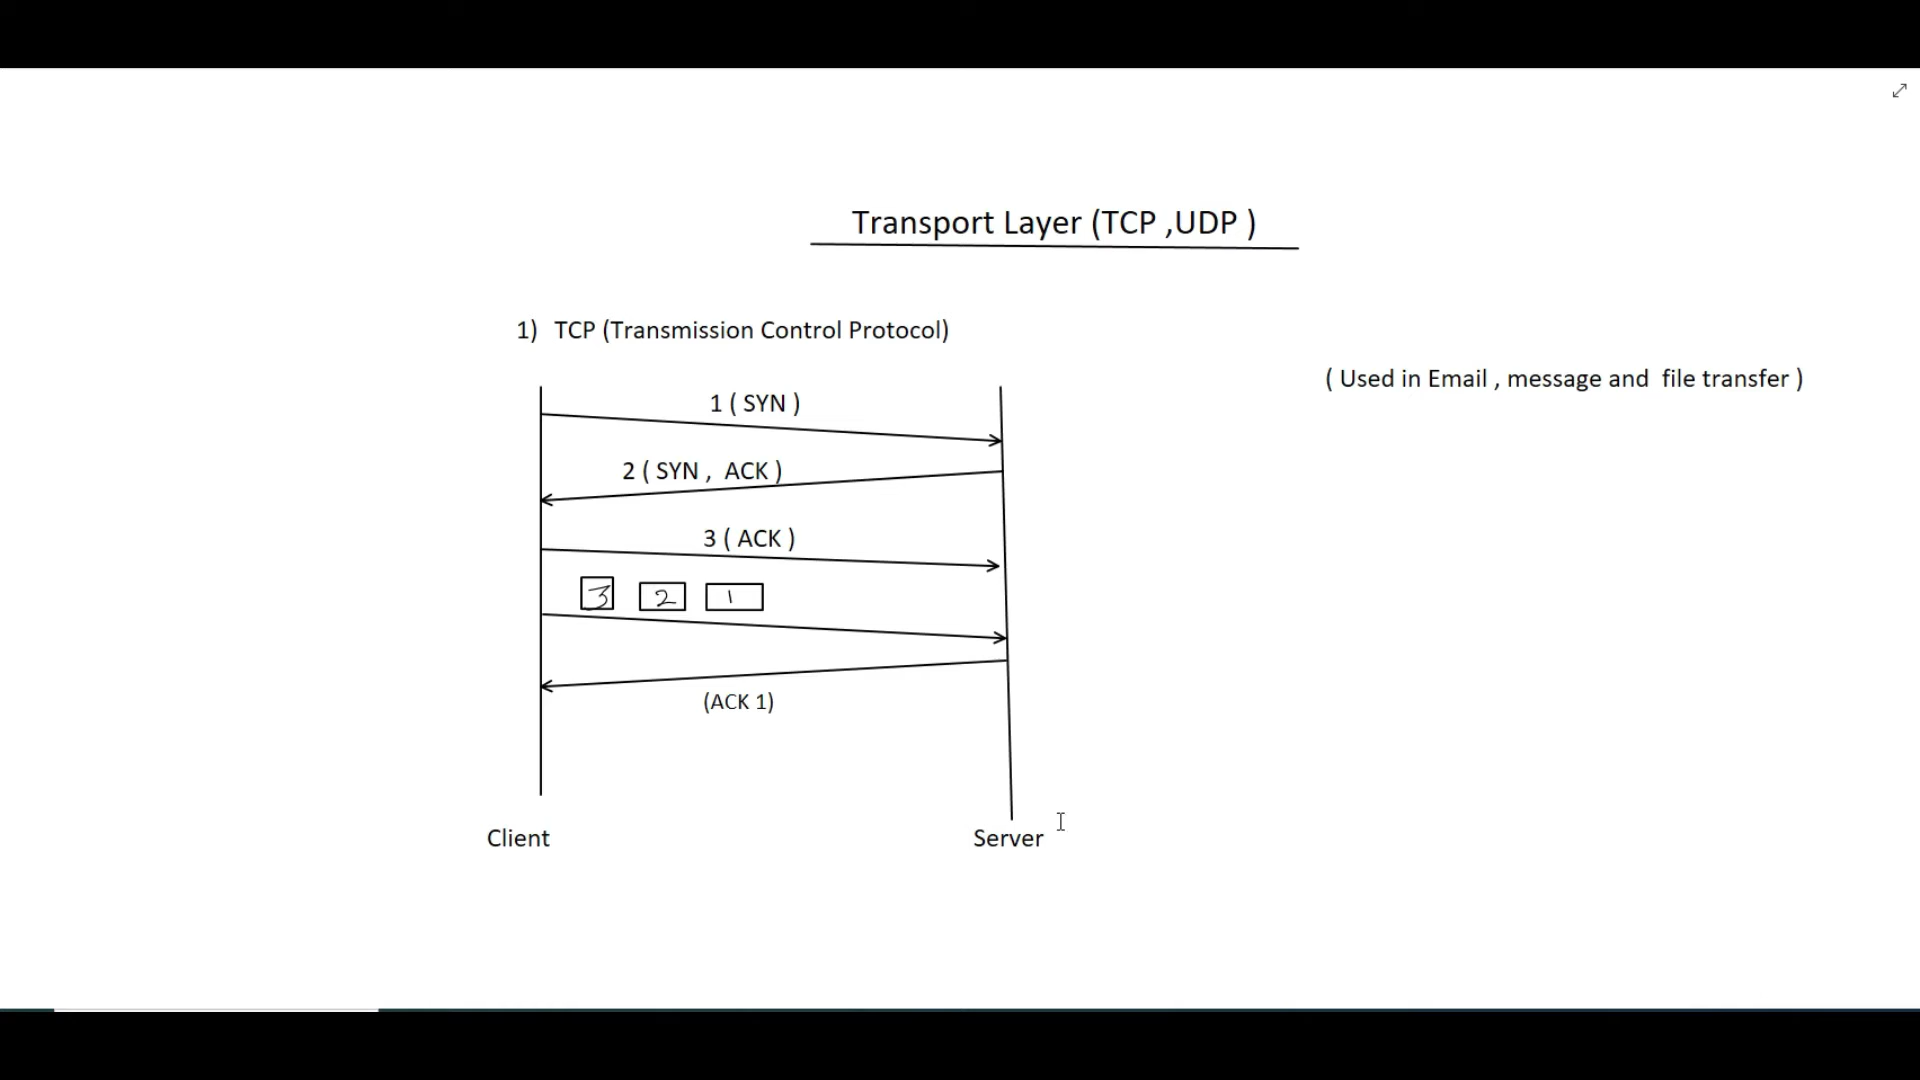 Transport Layer (TCP ,UDP )
1) TCP (Transmission Control Protocol)
( Used in Email , message and file transfer )
1 ( SYN )
2 ( SYN , ACK )
3 ( ACK )
3 2 1
(ACK 1)
Client Server